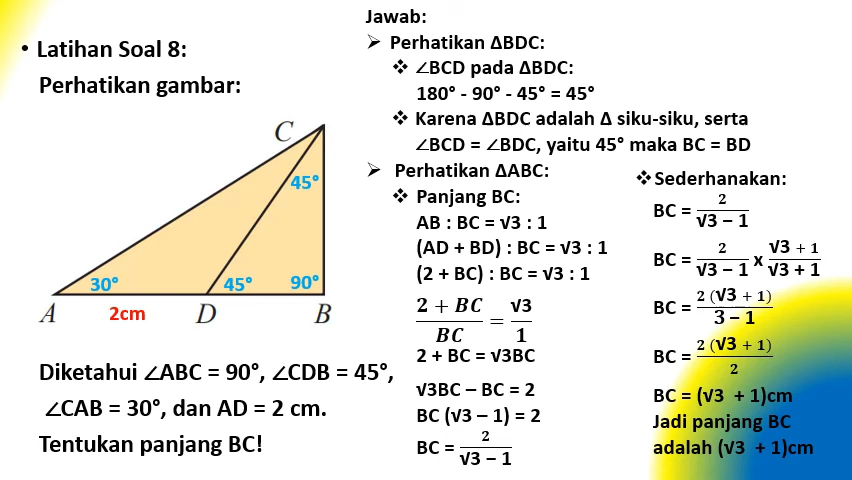 • Latihan Soal 8:
Perhatikan gambar:
C
45°
30°
45°
90°
A
2cm
D
B
Diketahui ∠ABC = 90°, ∠CDB = 45°,
∠CAB = 30°, dan AD = 2 cm.
Tentukan panjang BC!
Jawab:
➢ Perhatikan ΔBDC:
❖ ∠BCD pada ΔBDC:
180° - 90° - 45° = 45°
❖ Karena ΔBDC adalah Δ siku-siku, serta
∠BCD = ∠BDC, yaitu 45° maka BC = BD
➢ Perhatikan ΔABC:
❖ Panjang BC:
AB : BC = √3 : 1
(AD + BD) : BC = √3 : 1
(2 + BC) : BC = √3 : 1
2 + BC / BC = √3 / 1
2 + BC = √3BC
√3BC – BC = 2
BC (√3 – 1) = 2
BC = 2 / √3 − 1
❖ Sederhanakan:
BC = 2 / √3 − 1
BC = 2 / √3 − 1 x √3 + 1 / √3 + 1
BC = 2 (√3 + 1) / 3 − 1
BC = 2 (√3 + 1) / 2
BC = (√3 + 1)cm
Jadi panjang BC
adalah (√3 + 1)cm